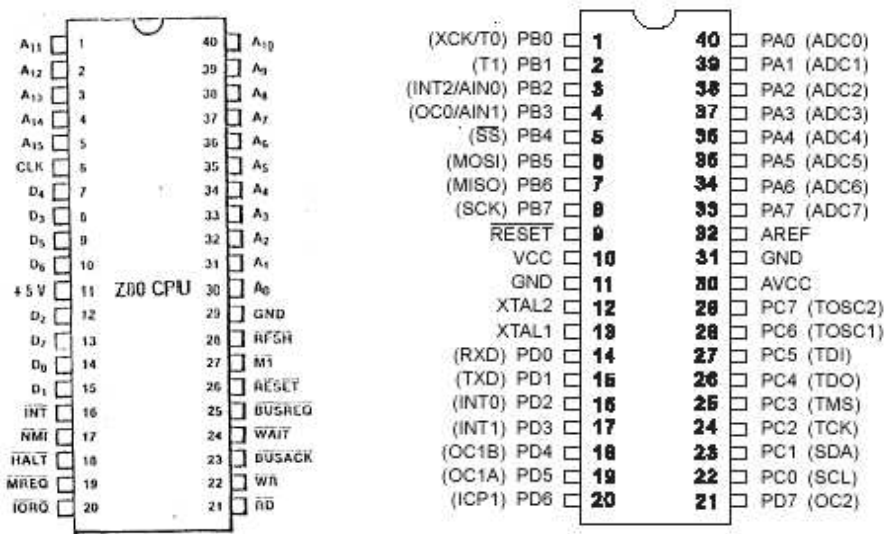 A11 1 40 A10
A12 2 39 A9
A13 3 38 A8
A14 4 37 A7
A15 5 36 A6
CLK 6 35 A5
D4 7 34 A4
D3 8 33 A3
D5 9 32 A2
D6 10 31 A1
+5V 11 Z80 CPU 30 A0
D2 12 29 GND
D7 13 28 RFSH
D0 14 27 M1
D1 15 26 RESET
INT 16 25 BUSREQ
NMI 17 24 WAIT
HALT 18 23 BUSACK
MREQ 19 22 WR
IORQ 20 21 RD
(XCK/T0) PB0 1 40 PA0 (ADC0)
(T1) PB1 2 39 PA1 (ADC1)
(INT2/AIN0) PB2 3 38 PA2 (ADC2)
(OC0/AIN1) PB3 4 37 PA3 (ADC3)
(SS) PB4 5 36 PA4 (ADC4)
(MOSI) PB5 6 35 PA5 (ADC5)
(MISO) PB6 7 34 PA6 (ADC6)
(SCK) PB7 8 33 PA7 (ADC7)
RESET 9 32 AREF
VCC 10 31 GND
GND 11 30 AVCC
XTAL2 12 29 PC7 (TOSC2)
XTAL1 13 28 PC6 (TOSC1)
(RXD) PD0 14 27 PC5 (TDI)
(TXD) PD1 15 26 PC4 (TDO)
(INT0) PD2 16 25 PC3 (TMS)
(INT1) PD3 17 24 PC2 (TCK)
(OC1B) PD4 18 23 PC1 (SDA)
(OC1A) PD5 19 22 PC0 (SCL)
(ICP1) PD6 20 21 PD7 (OC2)